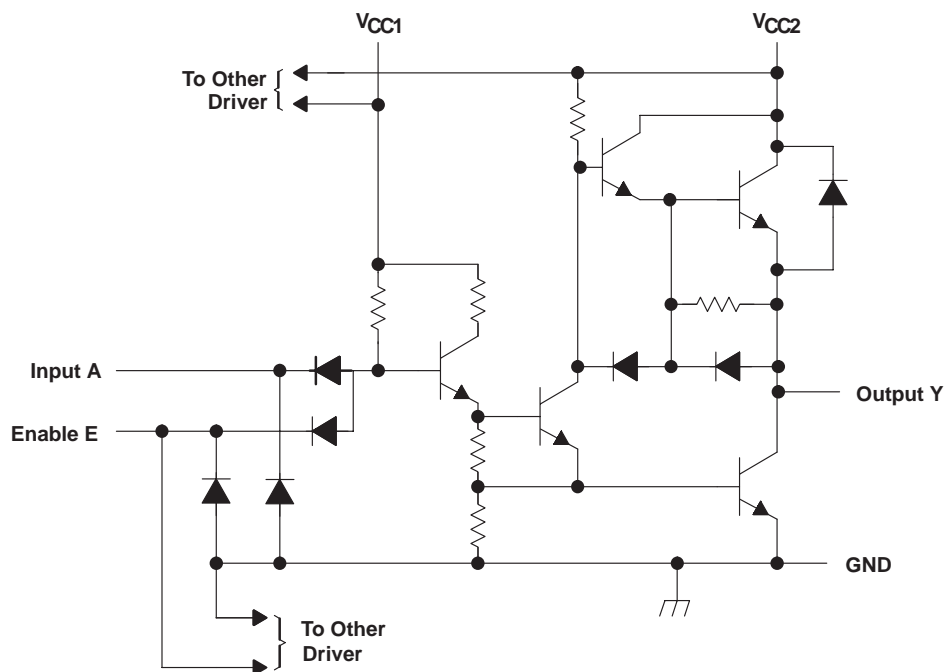 VCC1
VCC2
To Other
Driver
Input A
Enable E
Output Y
GND
To Other
Driver